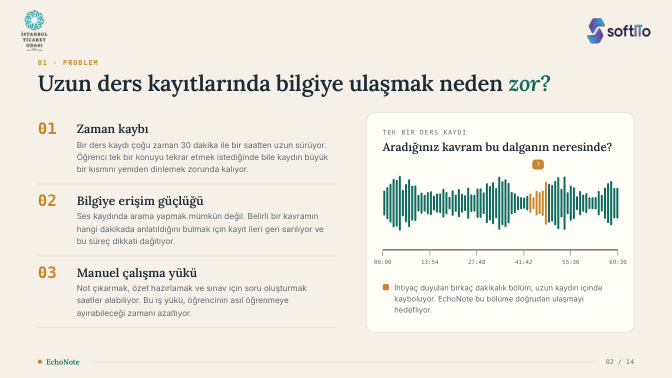 İSTANBUL
TİCARET
ODASI
softITo
01 · PROBLEM
Uzun ders kayıtlarında bilgiye ulaşmak neden zor?
01
Zaman kaybı
Bir ders kaydı çoğu zaman 30 dakika ile bir saatten uzun sürüyor.
Öğrenci tek bir konuyu tekrar etmek istediğinde bile kaydın büyük
bir kısmını yeniden dinlemek zorunda kalıyor.
02
Bilgiye erişim güçlüğü
Ses kaydında arama yapmak mümkün değil. Belirli bir kavramın
hangi dakikada anlatıldığını bulmak için kayıt ileri geri sarılıyor ve
bu süreç dikkati dağıtıyor.
03
Manuel çalışma yükü
Not çıkarmak, özet hazırlamak ve sınav için soru oluşturmak
saatler alabiliyor. Bu iş yükü, öğrencinin asıl öğrenmeye
ayırabileceği zamanı azaltıyor.
TEK BİR DERS KAYDI
Aradığınız kavram bu dalganın neresinde?
?
00:00 13:54 27:48 41:42 55:36 69:30
İhtiyaç duyulan birkaç dakikalık bölüm, uzun kaydın içinde
kayboluyor. EchoNote bu bölüme doğrudan ulaşmayı
hedefliyor.
EchoNote
02 / 14